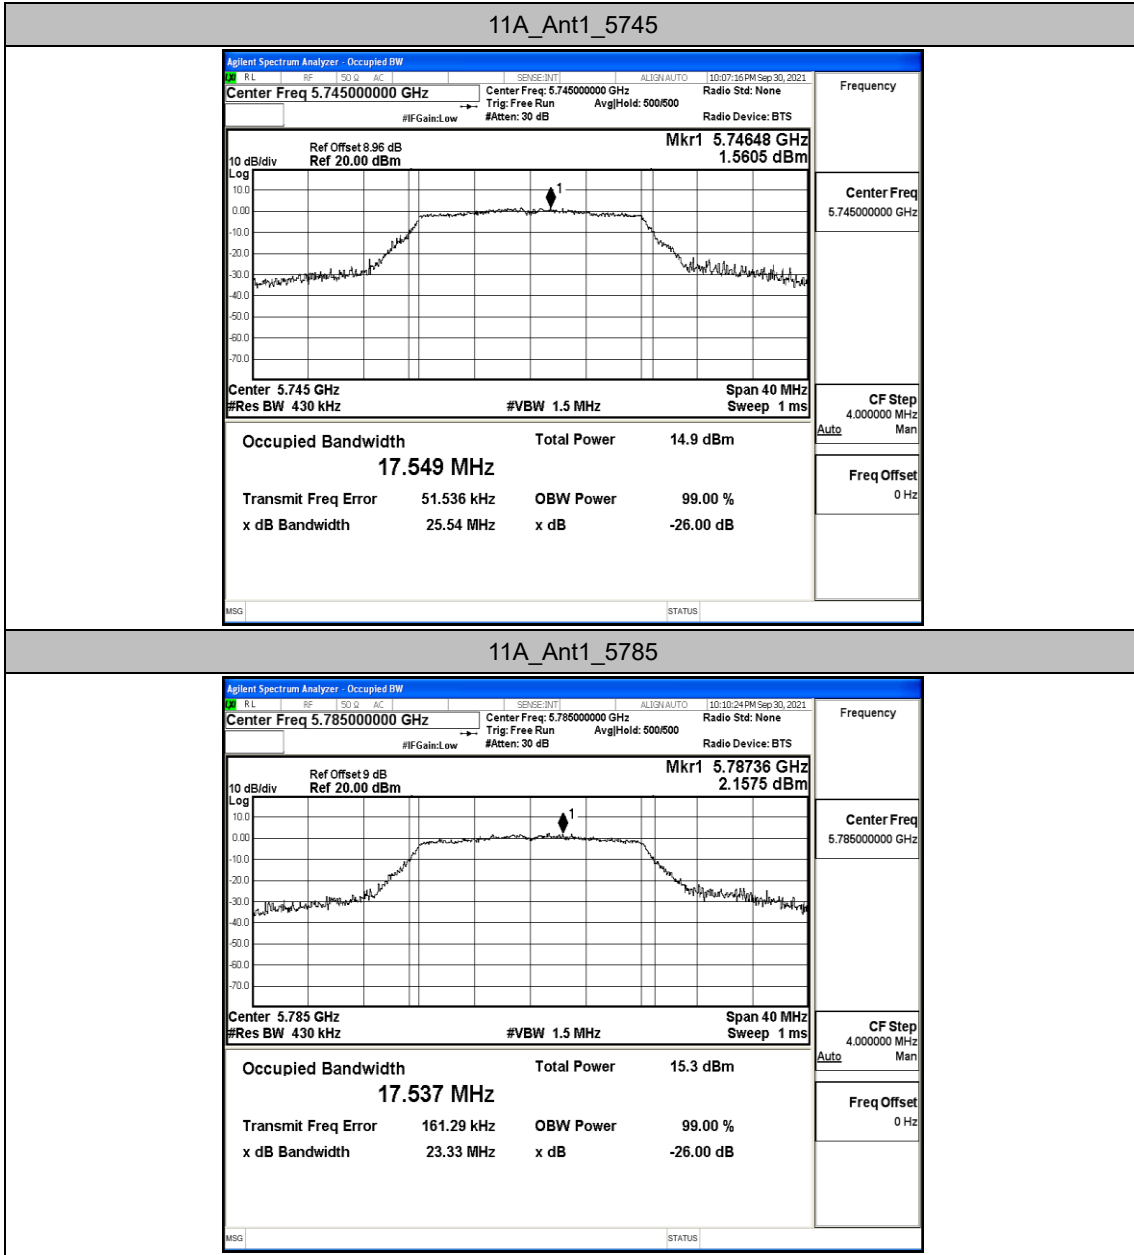 11A_Ant1_5745
Agilent Spectrum Analyzer - Occupied BW
LXI RL RF 50 Ω AC SENSE:INT ALIGN AUTO 10:07:16 PM Sep 30, 2021
Center Freq 5.745000000 GHz Center Freq: 5.745000000 GHz Radio Std: None
Trig: Free Run Avg|Hold: 500/500
#IFGain:Low #Atten: 30 dB Radio Device: BTS
Frequency
Mkr1 5.74648 GHz
1.5605 dBm
Ref Offset 8.96 dB
10 dB/div Ref 20.00 dBm
Log
10.0
0.00
-10.0
-20.0
-30.0
-40.0
-50.0
-60.0
-70.0
1
Center 5.745 GHz Span 40 MHz
#Res BW 430 kHz #VBW 1.5 MHz Sweep 1 ms
Center Freq
5.745000000 GHz
CF Step
4.000000 MHz
Auto Man
Freq Offset
0 Hz
Occupied Bandwidth Total Power 14.9 dBm
17.549 MHz
Transmit Freq Error 51.536 kHz OBW Power 99.00 %
x dB Bandwidth 25.54 MHz x dB -26.00 dB
MSG STATUS
11A_Ant1_5785
Agilent Spectrum Analyzer - Occupied BW
LXI RL RF 50 Ω AC SENSE:INT ALIGN AUTO 10:10:24 PM Sep 30, 2021
Center Freq 5.785000000 GHz Center Freq: 5.785000000 GHz Radio Std: None
Trig: Free Run Avg|Hold: 500/500
#IFGain:Low #Atten: 30 dB Radio Device: BTS
Frequency
Mkr1 5.78736 GHz
2.1575 dBm
Ref Offset 9 dB
10 dB/div Ref 20.00 dBm
Log
10.0
0.00
-10.0
-20.0
-30.0
-40.0
-50.0
-60.0
-70.0
1
Center 5.785 GHz Span 40 MHz
#Res BW 430 kHz #VBW 1.5 MHz Sweep 1 ms
Center Freq
5.785000000 GHz
CF Step
4.000000 MHz
Auto Man
Freq Offset
0 Hz
Occupied Bandwidth Total Power 15.3 dBm
17.537 MHz
Transmit Freq Error 161.29 kHz OBW Power 99.00 %
x dB Bandwidth 23.33 MHz x dB -26.00 dB
MSG STATUS